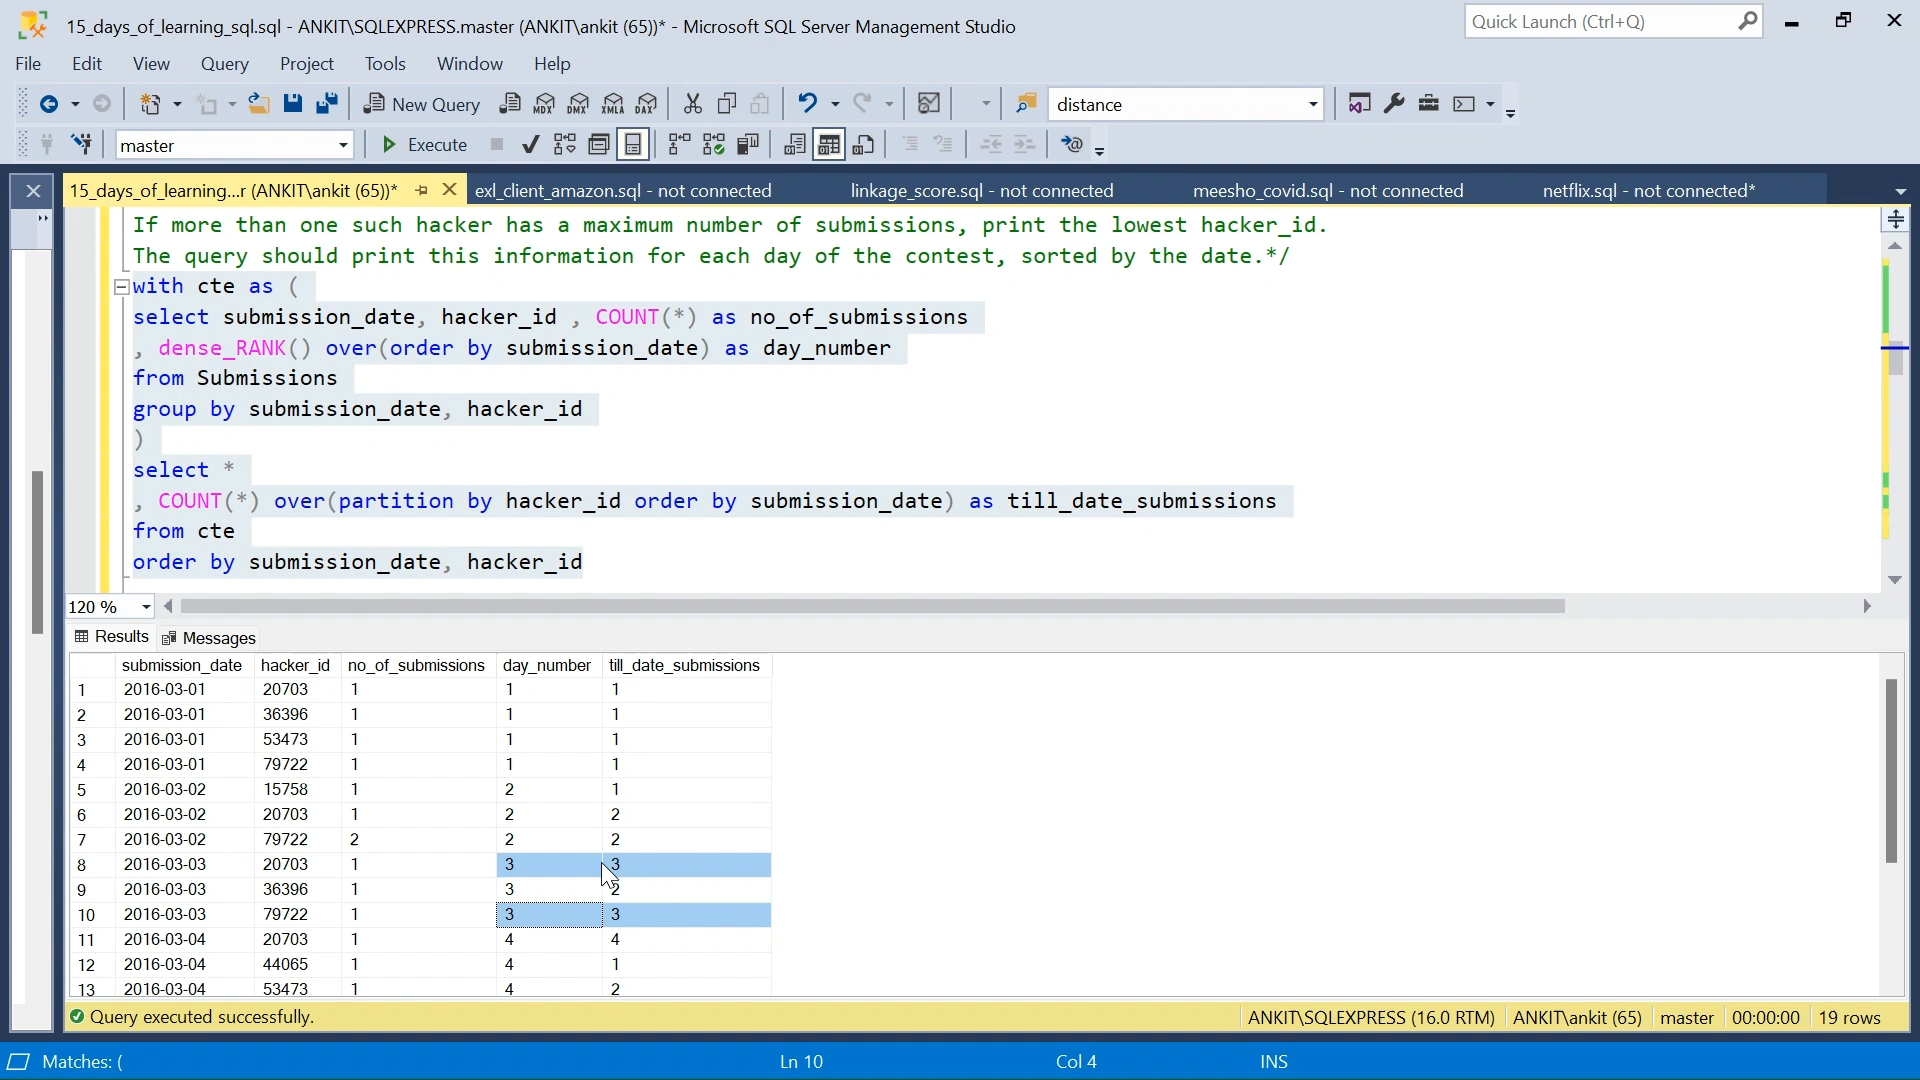 15_days_of_learning_sql.sql - ANKIT\SQLEXPRESS.master (ANKIT\ankit (65))* - Microsoft SQL Server Management Studio
Quick Launch (Ctrl+Q)
File Edit View Query Project Tools Window Help
New Query MDX DMX XMLA DAX distance
master Execute
15_days_of_learning...r (ANKIT\ankit (65))* exl_client_amazon.sql - not connected linkage_score.sql - not connected meesho_covid.sql - not connected netflix.sql - not connected*
If more than one such hacker has a maximum number of submissions, print the lowest hacker_id.
The query should print this information for each day of the contest, sorted by the date.*/
with cte as (
select submission_date, hacker_id , COUNT(*) as no_of_submissions
, dense_RANK() over(order by submission_date) as day_number
from Submissions
group by submission_date, hacker_id
)
select *
, COUNT(*) over(partition by hacker_id order by submission_date) as till_date_submissions
from cte
order by submission_date, hacker_id
120 %
Results Messages
submission_date hacker_id no_of_submissions day_number till_date_submissions
1 2016-03-01 20703 1 1 1
2 2016-03-01 36396 1 1 1
3 2016-03-01 53473 1 1 1
4 2016-03-01 79722 1 1 1
5 2016-03-02 15758 1 2 1
6 2016-03-02 20703 1 2 2
7 2016-03-02 79722 2 2 2
8 2016-03-03 20703 1 3 3
9 2016-03-03 36396 1 3 2
10 2016-03-03 79722 1 3 3
11 2016-03-04 20703 1 4 4
12 2016-03-04 44065 1 4 1
13 2016-03-04 53473 1 4 2
Query executed successfully. ANKIT\SQLEXPRESS (16.0 RTM) ANKIT\ankit (65) master 00:00:00 19 rows
Matches: ( Ln 10 Col 4 INS